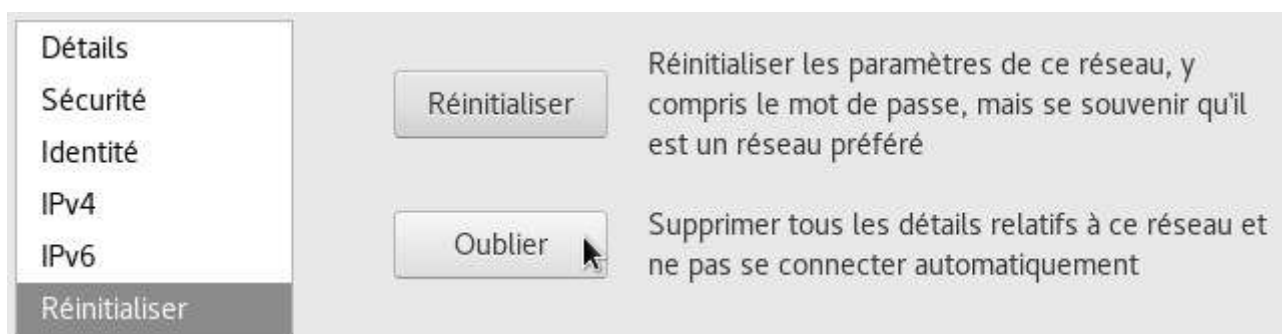 Détails
Sécurité
Identité
IPv4
IPv6
Réinitialiser
Réinitialiser
Réinitialiser les paramètres de ce réseau, y
compris le mot de passe, mais se souvenir qu'il
est un réseau préféré
Oublier
Supprimer tous les détails relatifs à ce réseau et
ne pas se connecter automatiquement